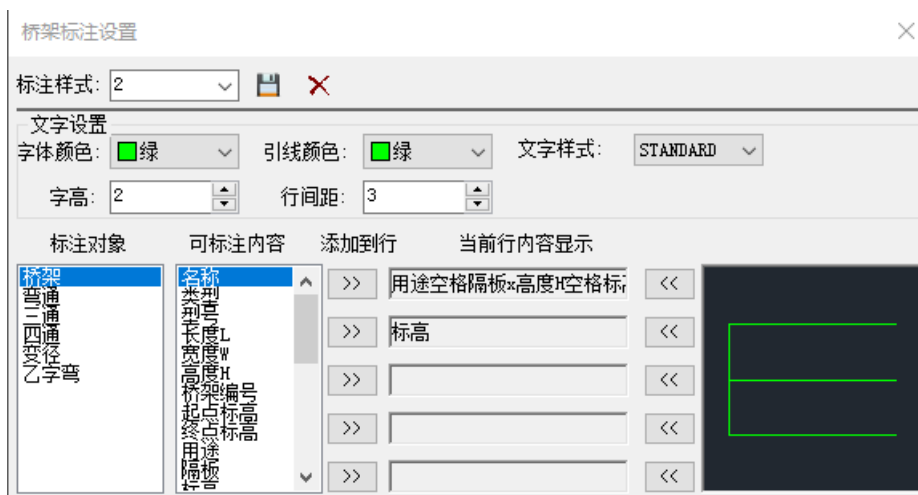 桥架标注设置
标注样式: 2
文字设置
字体颜色: 绿 引线颜色: 绿 文字样式: STANDARD
字高: 2 行间距: 3
标注对象 可标注内容 添加到行 当前行内容显示
桥架
弯通
三通
四通
变径
乙字弯
名称
类型
型号
长度L
宽度W
高度H
桥架编号
起点标高
终点标高
用途
隔板
标高
>> 用途空格隔板x高度H空格标高 <<
>> 标高 <<
>> <<
>> <<
>> <<